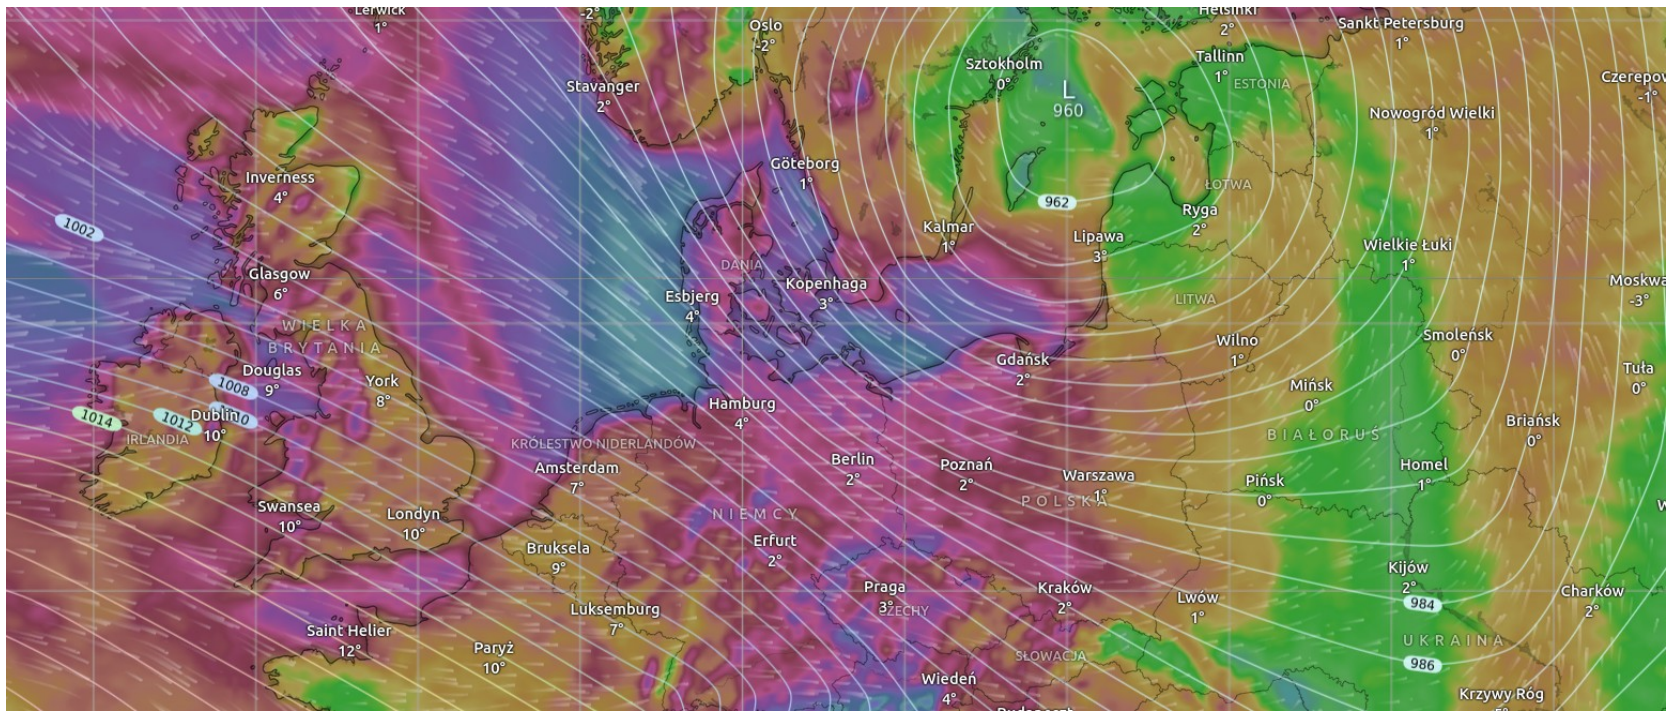 Lerwick
1°
-2°
Oslo
-2°
Helsinki
2°
Sankt Petersburg
1°
Stavanger
2°
Sztokholm
0°
L
960
Tallinn
1°
ESTONIA
Czerepow
-1°
Nowogród Wielki
1°
Inverness
4°
Göteborg
1°
ŁOTWA
962
Ryga
2°
1002
Kalmar
1°
Lipawa
3°
Wielkie Łuki
1°
Glasgow
6°
DANIA
Kopenhaga
3°
Esbjerg
4°
LITWA
Moskwa
-3°
WIELKA
BRYTANIA
Wilno
1°
Smoleńsk
0°
Gdańsk
2°
Douglas
9°
1008
York
8°
Mińsk
0°
Tuła
0°
1014
1012
Dublin
10°
IRLANDIA
Hamburg
4°
Briańsk
0°
KRÓLESTWO NIDERLANDÓW
BIAŁORUŚ
Amsterdam
7°
Berlin
2°
Poznań
2°
Warszawa
1°
POLSKA
Pińsk
0°
Homel
1°
Swansea
10°
Londyn
10°
NIEMCY
Bruksela
9°
Erfurt
2°
Kijów
2°
984
Praga
3°
CZECHY
Kraków
2°
Lwów
1°
Charków
2°
Luksemburg
7°
Saint Helier
12°
Paryż
10°
SŁOWACJA
UKRAINA
986
Wiedeń
4°
Krzywy Róg
Budapeszt